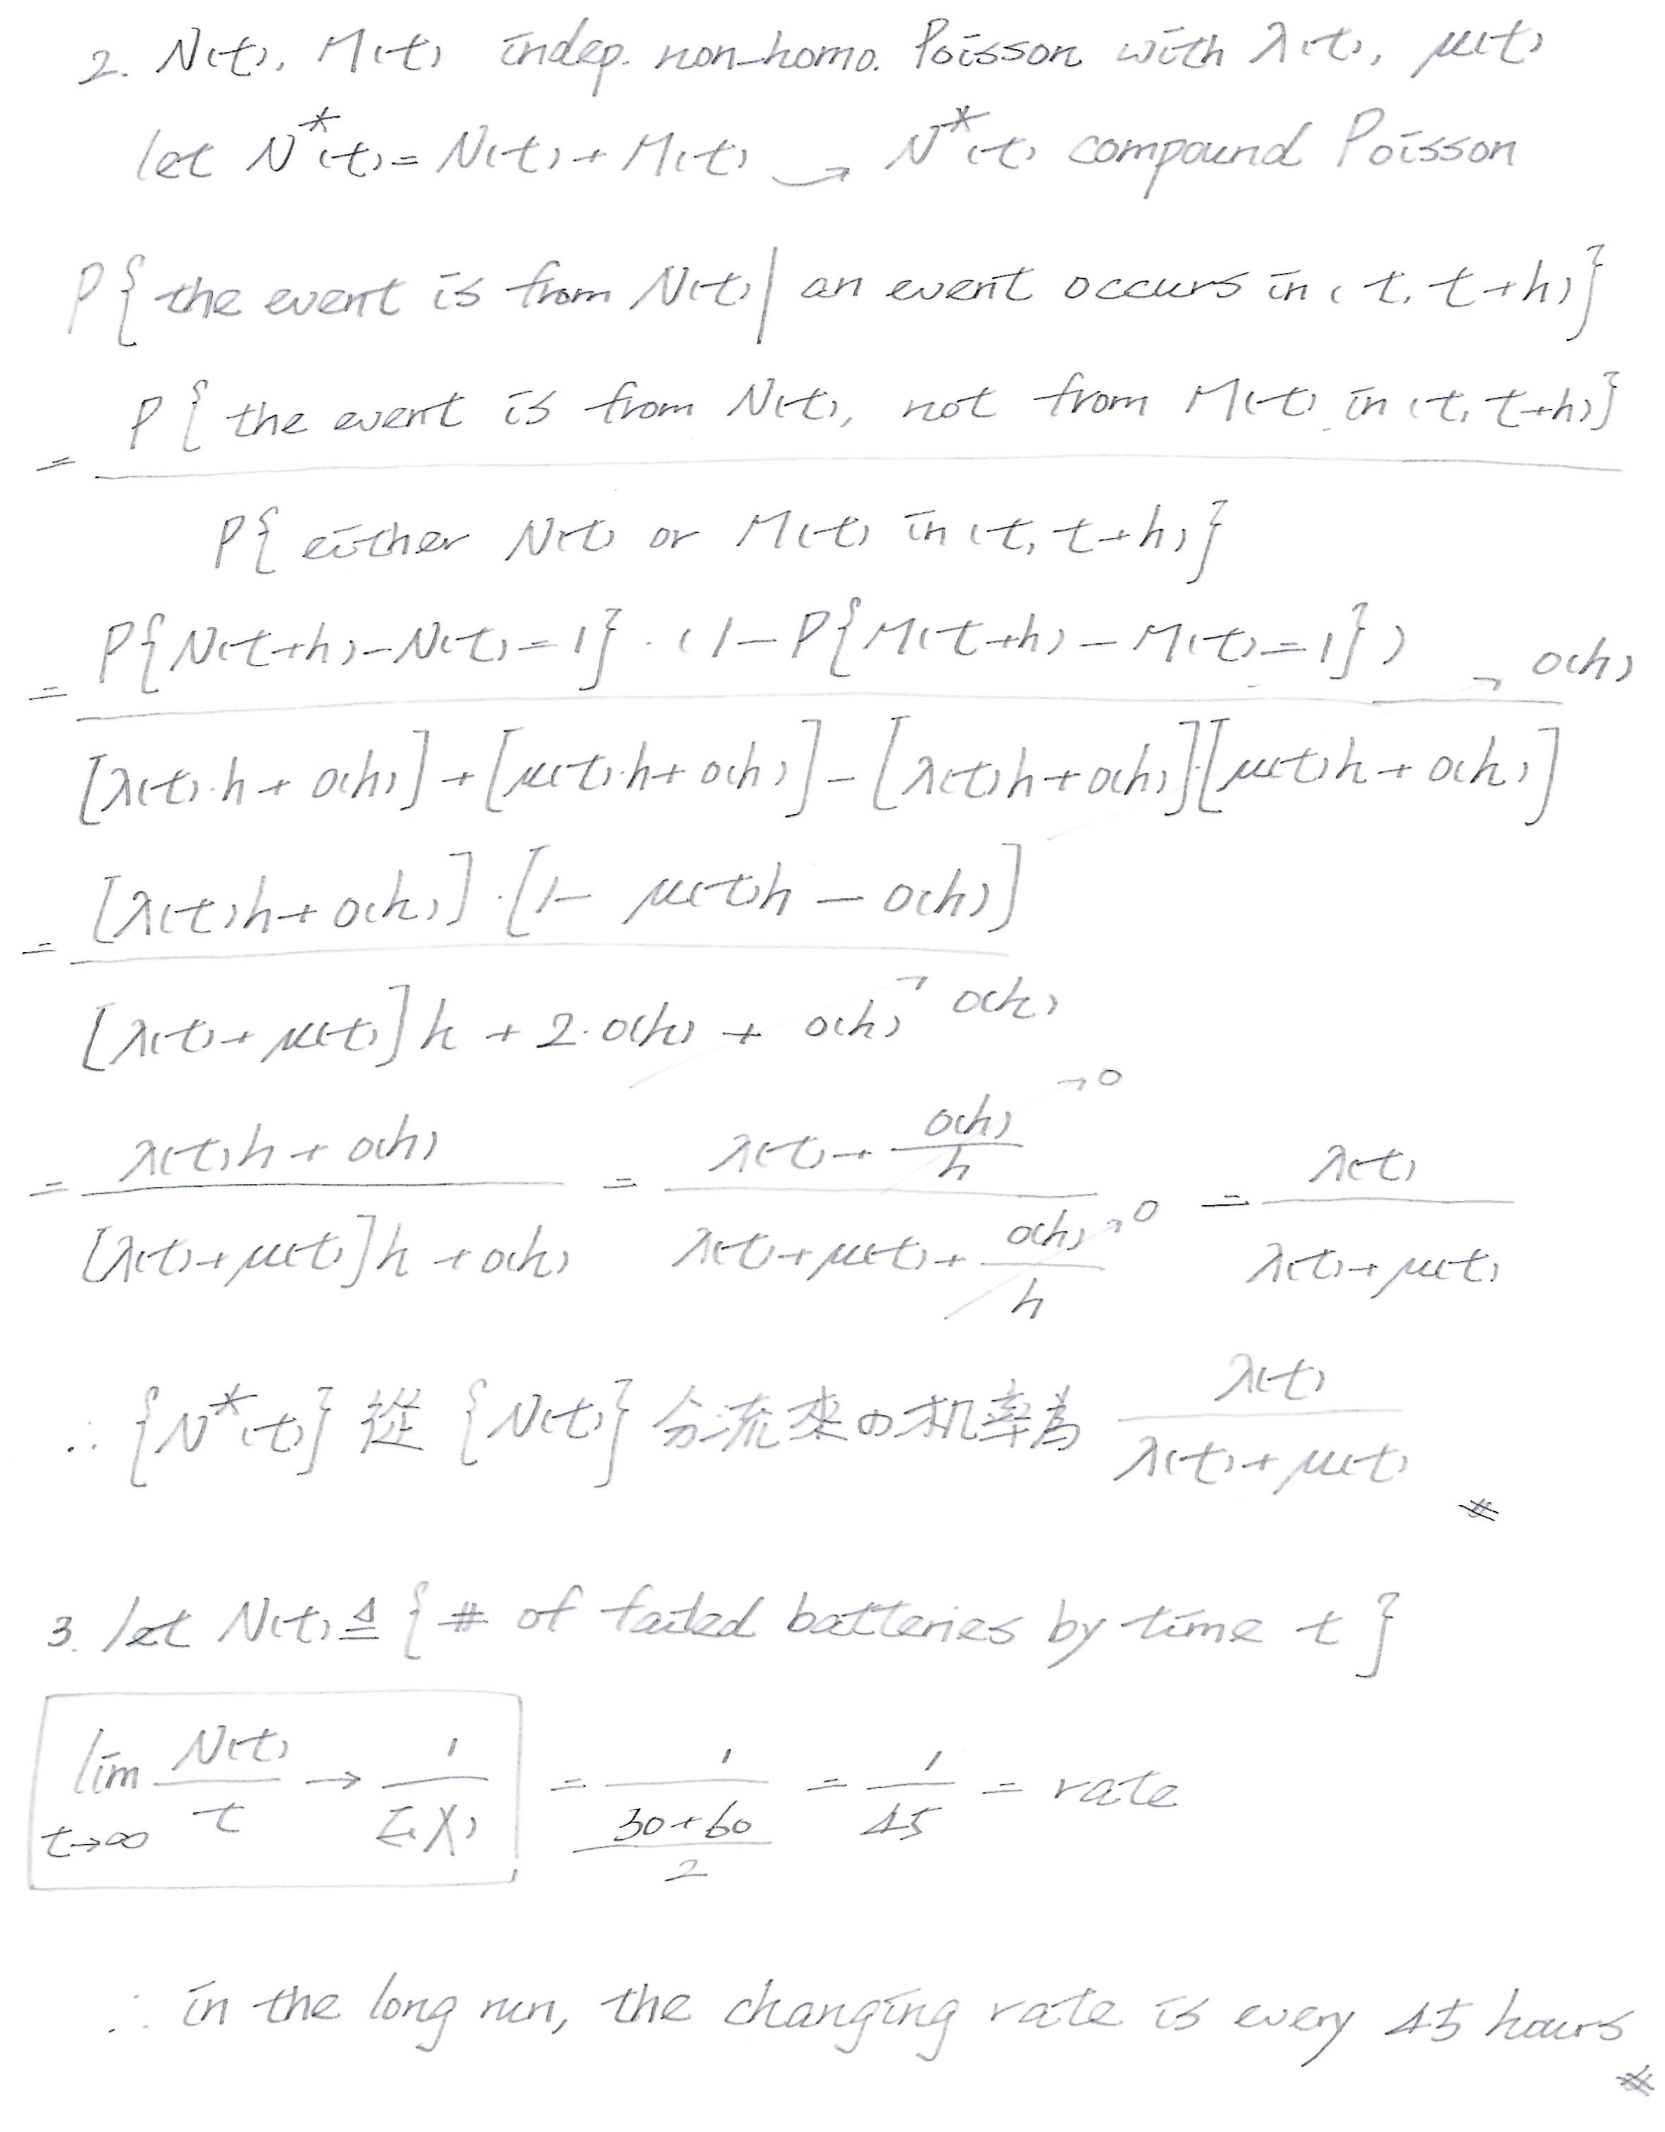 2. N(t), M(t) indep. non-homo. Poisson with λ(t), μ(t)
let N*(t) = N(t) + M(t) → N*(t) compound Poisson
P{the event is from N(t) | an event occurs in (t, t+h)}
= P{the event is from N(t), not from M(t) in (t, t+h)}
P{either N(t) or M(t) in (t, t+h)}
= P{N(t+h) - N(t) = 1} · (1 - P{M(t+h) - M(t) = 1}) → o(h)
[λ(t)·h + o(h)] + [μ(t)·h + o(h)] - [λ(t)h + o(h)][μ(t)h + o(h)]
= [λ(t)h + o(h)] · [1 - μ(t)h - o(h)]
[λ(t) + μ(t)]h + 2·o(h) + o(h) → o(h)
= λ(t)h + o(h) / [λ(t) + μ(t)]h + o(h) = λ(t) + o(h)/h → 0 / λ(t) + μ(t) + o(h)/h → 0 = λ(t) / λ(t) + μ(t)
∴ {N*(t)} 從 {N(t)} 分流來の机率為 λ(t) / λ(t) + μ(t) #
3. let N(t) ≜ {# of failed batteries by time t}
lim t→∞ N(t)/t → 1/E(X) = 1 / (30+60 / 2) = 1/45 = rate
∴ in the long run, the changing rate is every 45 hours #